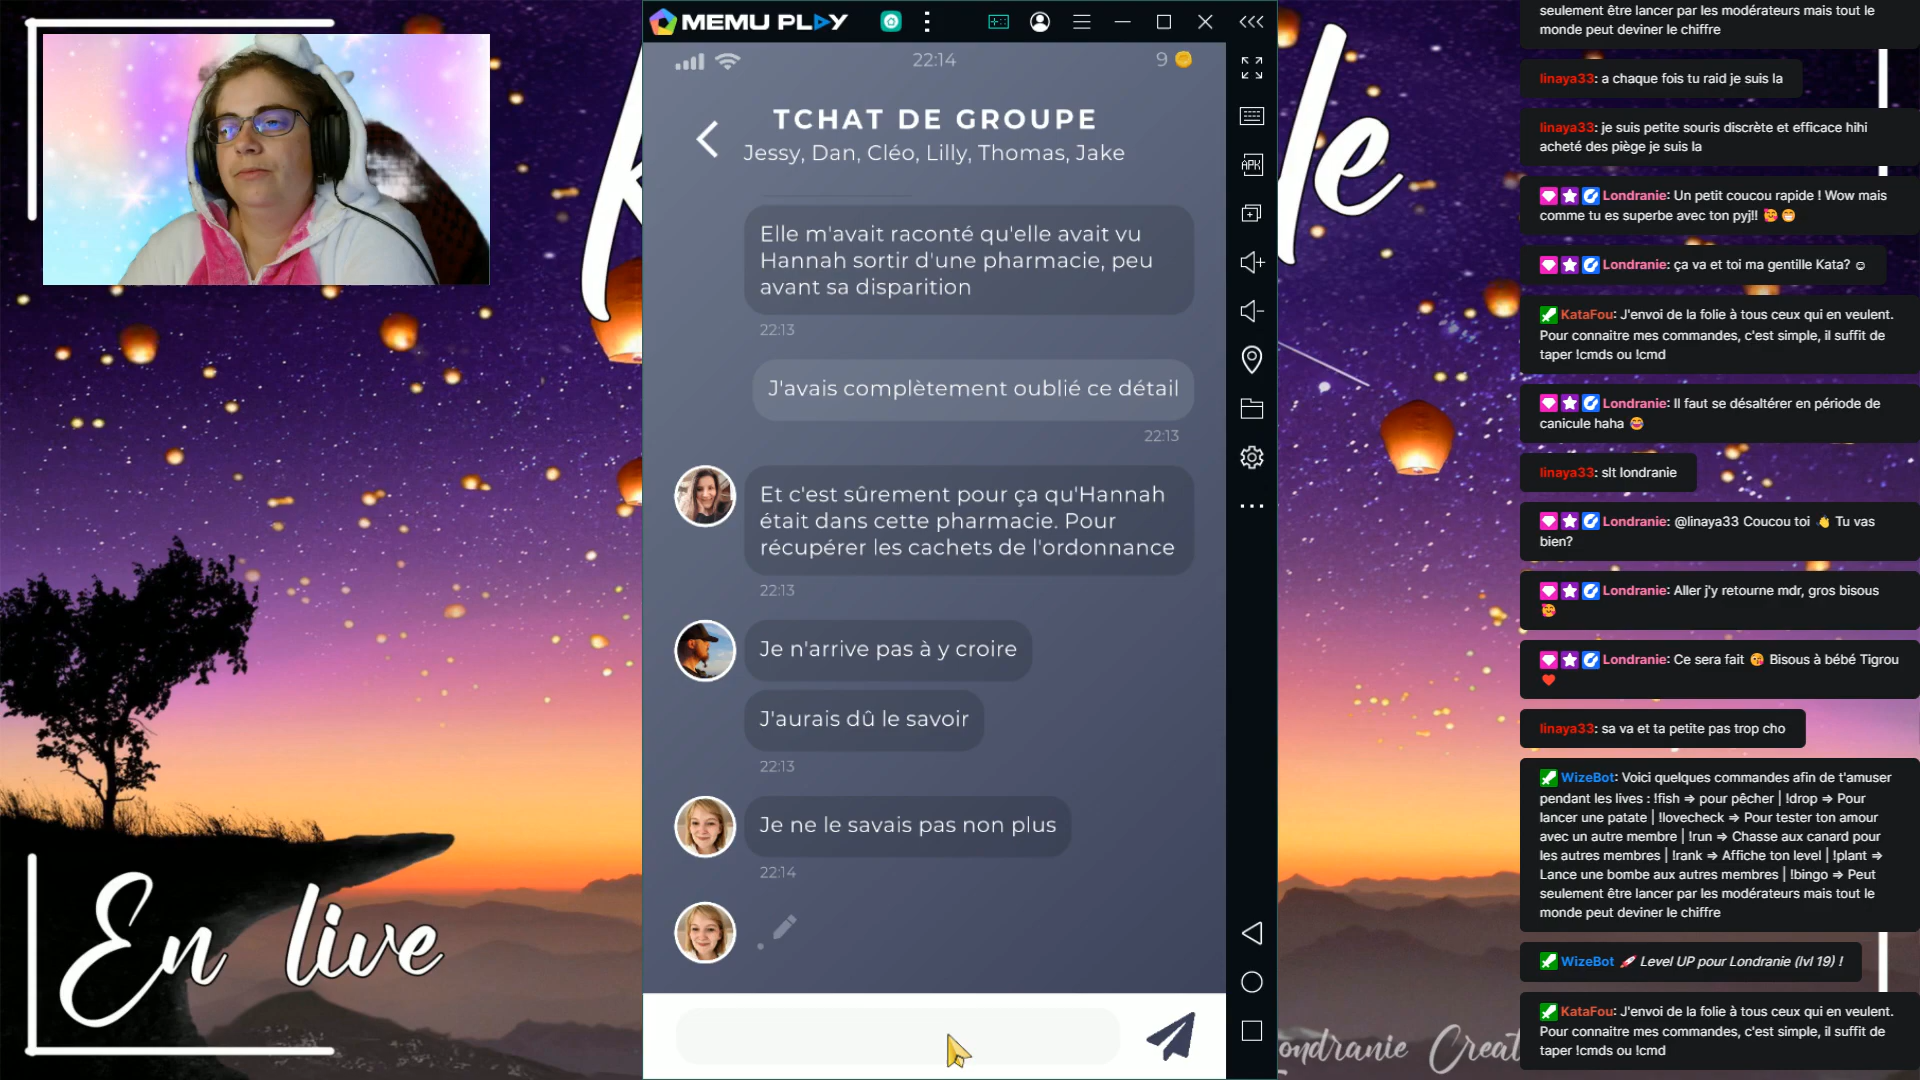 MEMU PLAY
22:14
9
TCHAT DE GROUPE
Jessy, Dan, Cléo, Lilly, Thomas, Jake
Elle m'avait raconté qu'elle avait vu
Hannah sortir d'une pharmacie, peu
avant sa disparition
22:13
J'avais complètement oublié ce détail
22:13
Et c'est sûrement pour ça qu'Hannah
était dans cette pharmacie. Pour
récupérer les cachets de l'ordonnance
22:13
Je n'arrive pas à y croire
J'aurais dû le savoir
22:13
Je ne le savais pas non plus
22:14
APK
En live
seulement être lancer par les modérateurs mais tout le
monde peut deviner le chiffre
linaya33: a chaque fois tu raid je suis la
linaya33: je suis petite souris discrète et efficace hihi
acheté des piège je suis la
Londranie: Un petit coucou rapide ! Wow mais
comme tu es superbe avec ton pyj!! 🥰😁
Londranie: ça va et toi ma gentille Kata? ☺
KataFou: J'envoi de la folie à tous ceux qui en veulent.
Pour connaitre mes commandes, c'est simple, il suffit de
taper !cmds ou !cmd
Londranie: Il faut se désaltérer en période de
canicule haha 😂
linaya33: slt londranie
Londranie: @linaya33 Coucou toi 👋 Tu vas
bien?
Londranie: Aller j'y retourne mdr, gros bisous
🥰
Londranie: Ce sera fait 😘 Bisous à bébé Tigrou
♥
linaya33: sa va et ta petite pas trop cho
WizeBot: Voici quelques commandes afin de t'amuser
pendant les lives : !fish ⇒ pour pêcher | !drop ⇒ Pour
lancer une patate | !lovecheck ⇒ Pour tester ton amour
avec un autre membre | !run ⇒ Chasse aux canard pour
les autres membres | !rank ⇒ Affiche ton level | !plant ⇒
Lance une bombe aux autres membres | !bingo ⇒ Peut
seulement être lancer par les modérateurs mais tout le
monde peut deviner le chiffre
WizeBot 🚀 Level UP pour Londranie (lvl 19) !
KataFou: J'envoi de la folie à tous ceux qui en veulent.
Pour connaitre mes commandes, c'est simple, il suffit de
taper !cmds ou !cmd